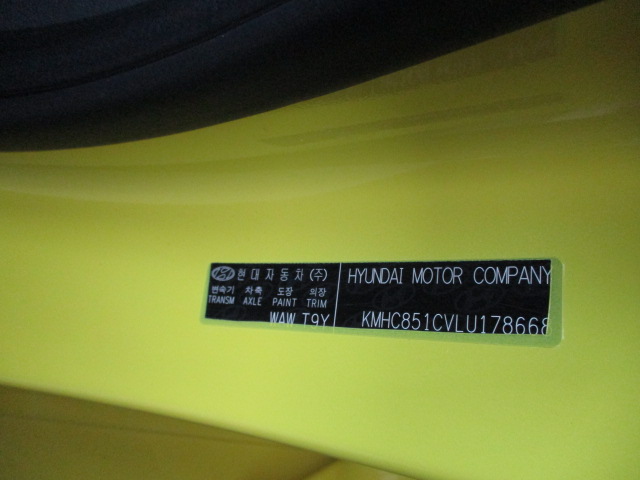 현대자동차(주)
변속기 차축 도장 외장
TRANSM AXLE PAINT TRIM
WAW T9Y
HYUNDAI MOTOR COMPANY
KMHC851CVLU178668